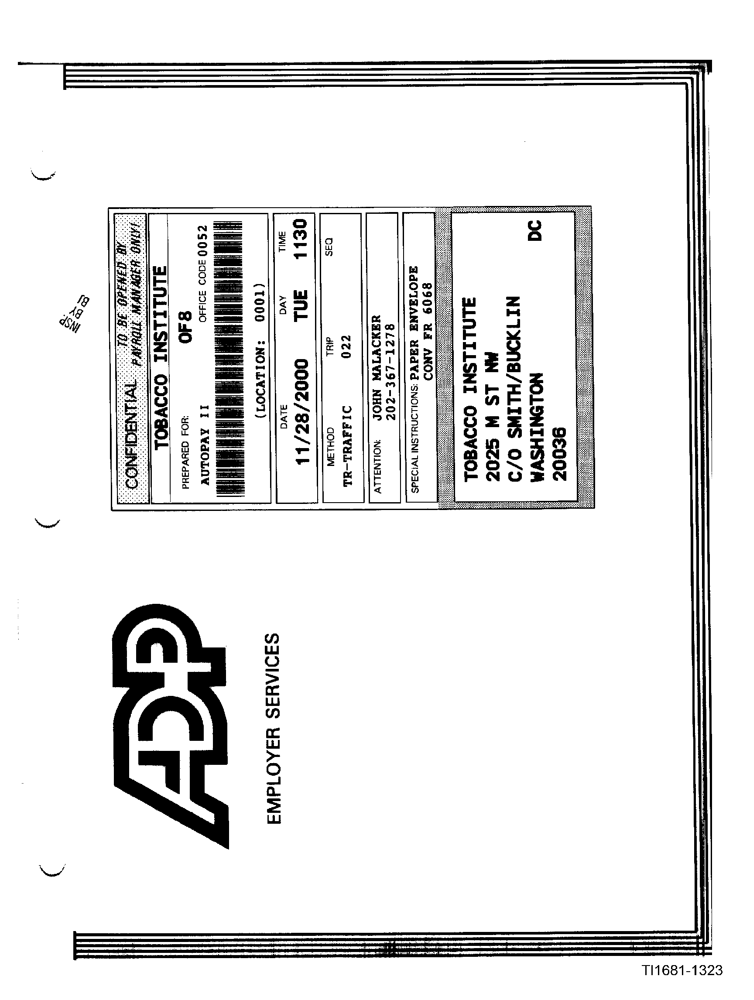 INSP.
BY
BJ
CONFIDENTIAL TO BE OPENED BY
PAYROLL MANAGER ONLY!
TOBACCO INSTITUTE
PREPARED FOR: 0F8
AUTOPAY II OFFICE CODE 0052
(LOCATION: 0001)
DATE DAY TIME
11/28/2000 TUE 1130
METHOD TRIP SEQ
TR-TRAFFIC 022
ATTENTION: JOHN MALACKER
202-367-1278
SPECIAL INSTRUCTIONS: PAPER ENVELOPE
CONV FR 6068
TOBACCO INSTITUTE
2025 M ST NW
C/O SMITH/BUCKLIN
WASHINGTON DC
20036
ADP
EMPLOYER SERVICES
TI1681-1323